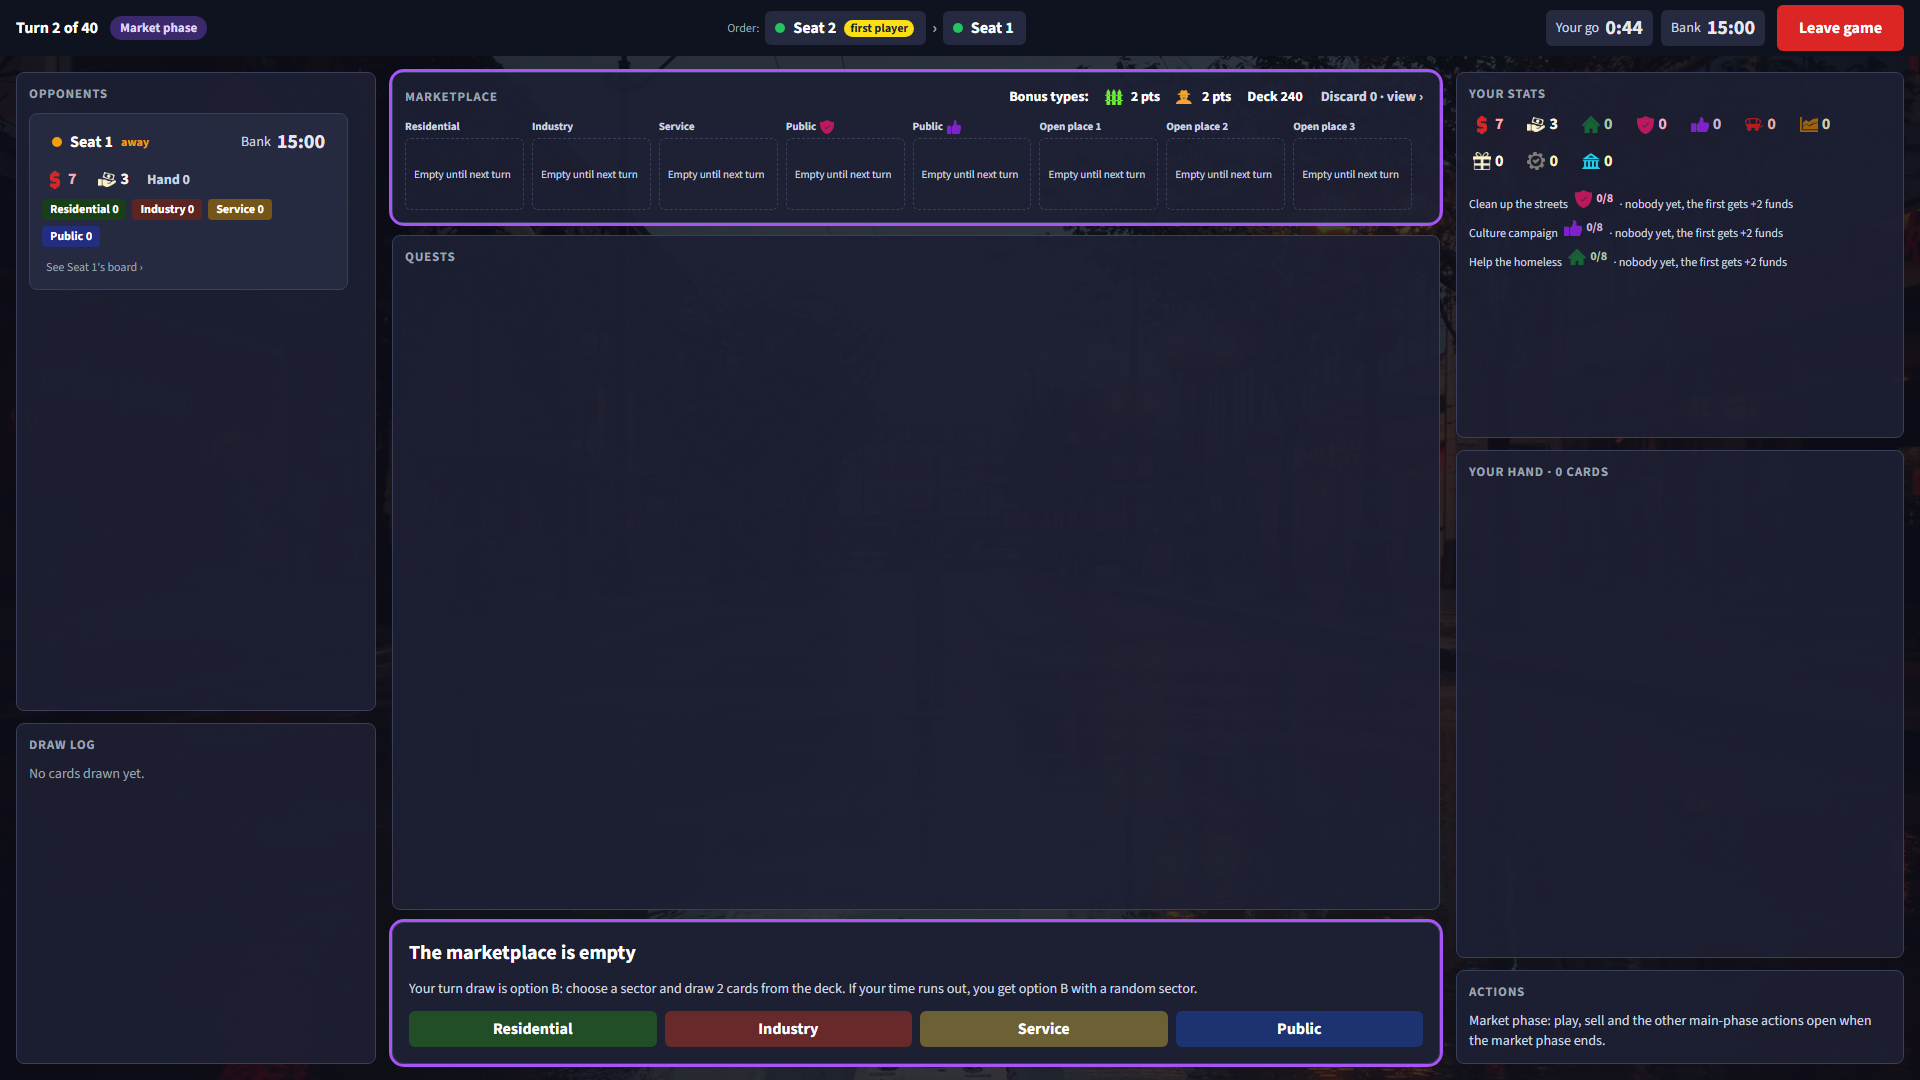 Turn 2 of 40
Market phase
Order:
Seat 2
first player
›
Seat 1
Your go 0:44
Bank 15:00
Leave game
OPPONENTS
Seat 1 away
Bank 15:00
7
3
Hand 0
Residential 0
Industry 0
Service 0
Public 0
See Seat 1's board ›
DRAW LOG
No cards drawn yet.
MARKETPLACE
Bonus types:
2 pts
2 pts
Deck 240
Discard 0 · view ›
Residential
Industry
Service
Public
Public
Open place 1
Open place 2
Open place 3
Empty until next turn
Empty until next turn
Empty until next turn
Empty until next turn
Empty until next turn
Empty until next turn
Empty until next turn
Empty until next turn
QUESTS
The marketplace is empty
Your turn draw is option B: choose a sector and draw 2 cards from the deck. If your time runs out, you get option B with a random sector.
Residential
Industry
Service
Public
YOUR STATS
7
3
0
0
0
0
0
0
0
0
Clean up the streets 0/8 · nobody yet, the first gets +2 funds
Culture campaign 0/8 · nobody yet, the first gets +2 funds
Help the homeless 0/8 · nobody yet, the first gets +2 funds
YOUR HAND · 0 CARDS
ACTIONS
Market phase: play, sell and the other main-phase actions open when
the market phase ends.